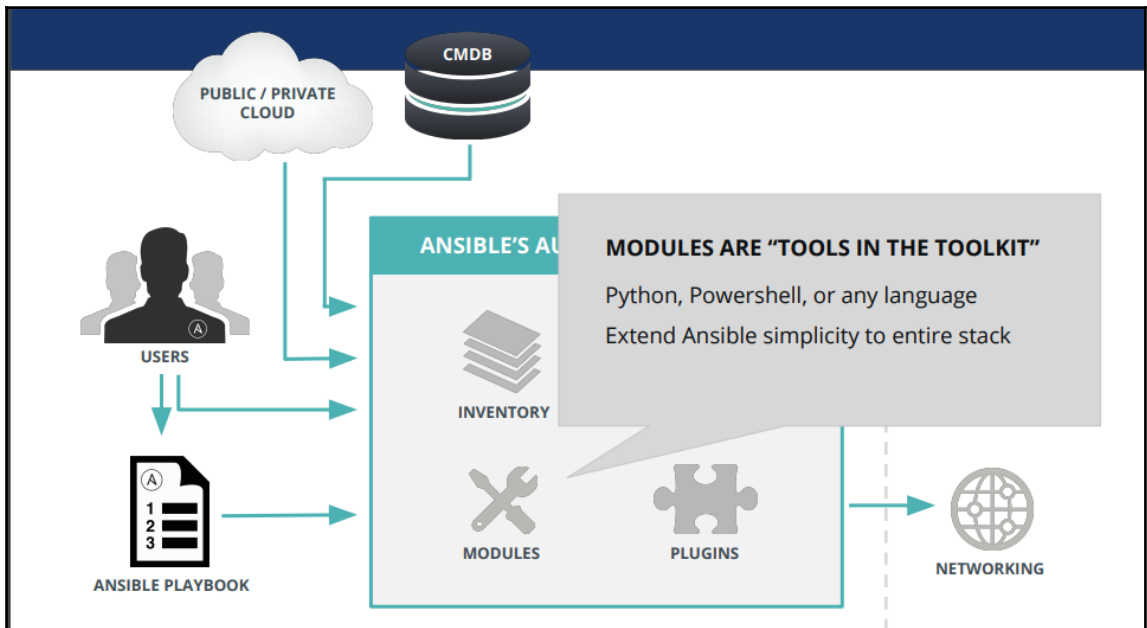 CMDB
PUBLIC / PRIVATE
CLOUD
ANSIBLE'S AU
MODULES ARE “TOOLS IN THE TOOLKIT”
Python, Powershell, or any language
Extend Ansible simplicity to entire stack
A
USERS
INVENTORY
A
1
2
3
MODULES
PLUGINS
NETWORKING
ANSIBLE PLAYBOOK